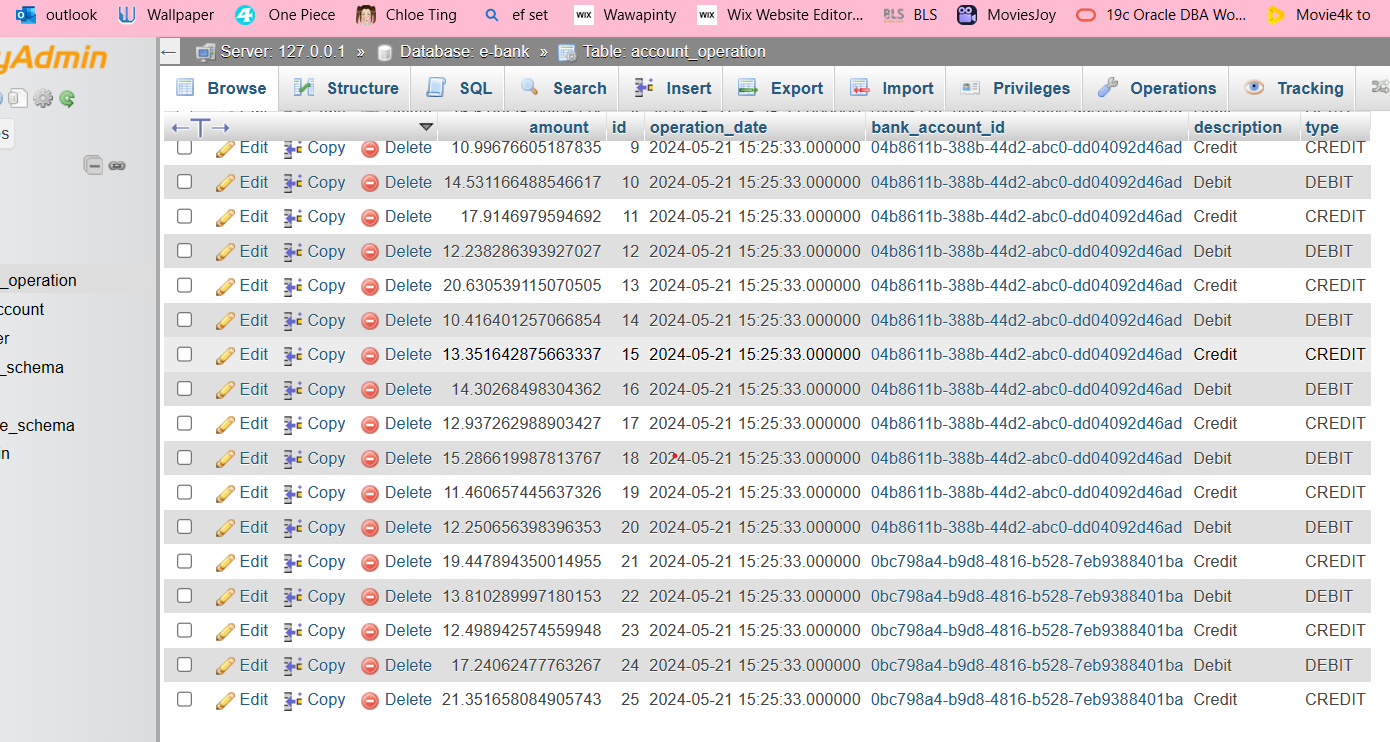 outlook Wallpaper One Piece Chloe Ting ef set WIX Wawapinty WIX Wix Website Editor... BLS BLS MoviesJoy 19c Oracle DBA Wo... Movie4k to
yAdmin
Server: 127.0.0.1 » Database: e-bank » Table: account_operation
Browse Structure SQL Search Insert Export Import Privileges Operations Tracking
s
_operation
ccount
er
_schema
e_schema
in
←T→ amount id operation_date bank_account_id description type
Edit Copy Delete 10.99676605187835 9 2024-05-21 15:25:33.000000 04b8611b-388b-44d2-abc0-dd04092d46ad Credit CREDIT
Edit Copy Delete 14.531166488546617 10 2024-05-21 15:25:33.000000 04b8611b-388b-44d2-abc0-dd04092d46ad Debit DEBIT
Edit Copy Delete 17.9146979594692 11 2024-05-21 15:25:33.000000 04b8611b-388b-44d2-abc0-dd04092d46ad Credit CREDIT
Edit Copy Delete 12.238286393927027 12 2024-05-21 15:25:33.000000 04b8611b-388b-44d2-abc0-dd04092d46ad Debit DEBIT
Edit Copy Delete 20.630539115070505 13 2024-05-21 15:25:33.000000 04b8611b-388b-44d2-abc0-dd04092d46ad Credit CREDIT
Edit Copy Delete 10.416401257066854 14 2024-05-21 15:25:33.000000 04b8611b-388b-44d2-abc0-dd04092d46ad Debit DEBIT
Edit Copy Delete 13.351642875663337 15 2024-05-21 15:25:33.000000 04b8611b-388b-44d2-abc0-dd04092d46ad Credit CREDIT
Edit Copy Delete 14.30268498304362 16 2024-05-21 15:25:33.000000 04b8611b-388b-44d2-abc0-dd04092d46ad Debit DEBIT
Edit Copy Delete 12.937262988903427 17 2024-05-21 15:25:33.000000 04b8611b-388b-44d2-abc0-dd04092d46ad Credit CREDIT
Edit Copy Delete 15.286619987813767 18 2024-05-21 15:25:33.000000 04b8611b-388b-44d2-abc0-dd04092d46ad Debit DEBIT
Edit Copy Delete 11.460657445637326 19 2024-05-21 15:25:33.000000 04b8611b-388b-44d2-abc0-dd04092d46ad Credit CREDIT
Edit Copy Delete 12.250656398396353 20 2024-05-21 15:25:33.000000 04b8611b-388b-44d2-abc0-dd04092d46ad Debit DEBIT
Edit Copy Delete 19.447894350014955 21 2024-05-21 15:25:33.000000 0bc798a4-b9d8-4816-b528-7eb9388401ba Credit CREDIT
Edit Copy Delete 13.810289997180153 22 2024-05-21 15:25:33.000000 0bc798a4-b9d8-4816-b528-7eb9388401ba Debit DEBIT
Edit Copy Delete 12.498942574559948 23 2024-05-21 15:25:33.000000 0bc798a4-b9d8-4816-b528-7eb9388401ba Credit CREDIT
Edit Copy Delete 17.24062477763267 24 2024-05-21 15:25:33.000000 0bc798a4-b9d8-4816-b528-7eb9388401ba Debit DEBIT
Edit Copy Delete 21.351658084905743 25 2024-05-21 15:25:33.000000 0bc798a4-b9d8-4816-b528-7eb9388401ba Credit CREDIT